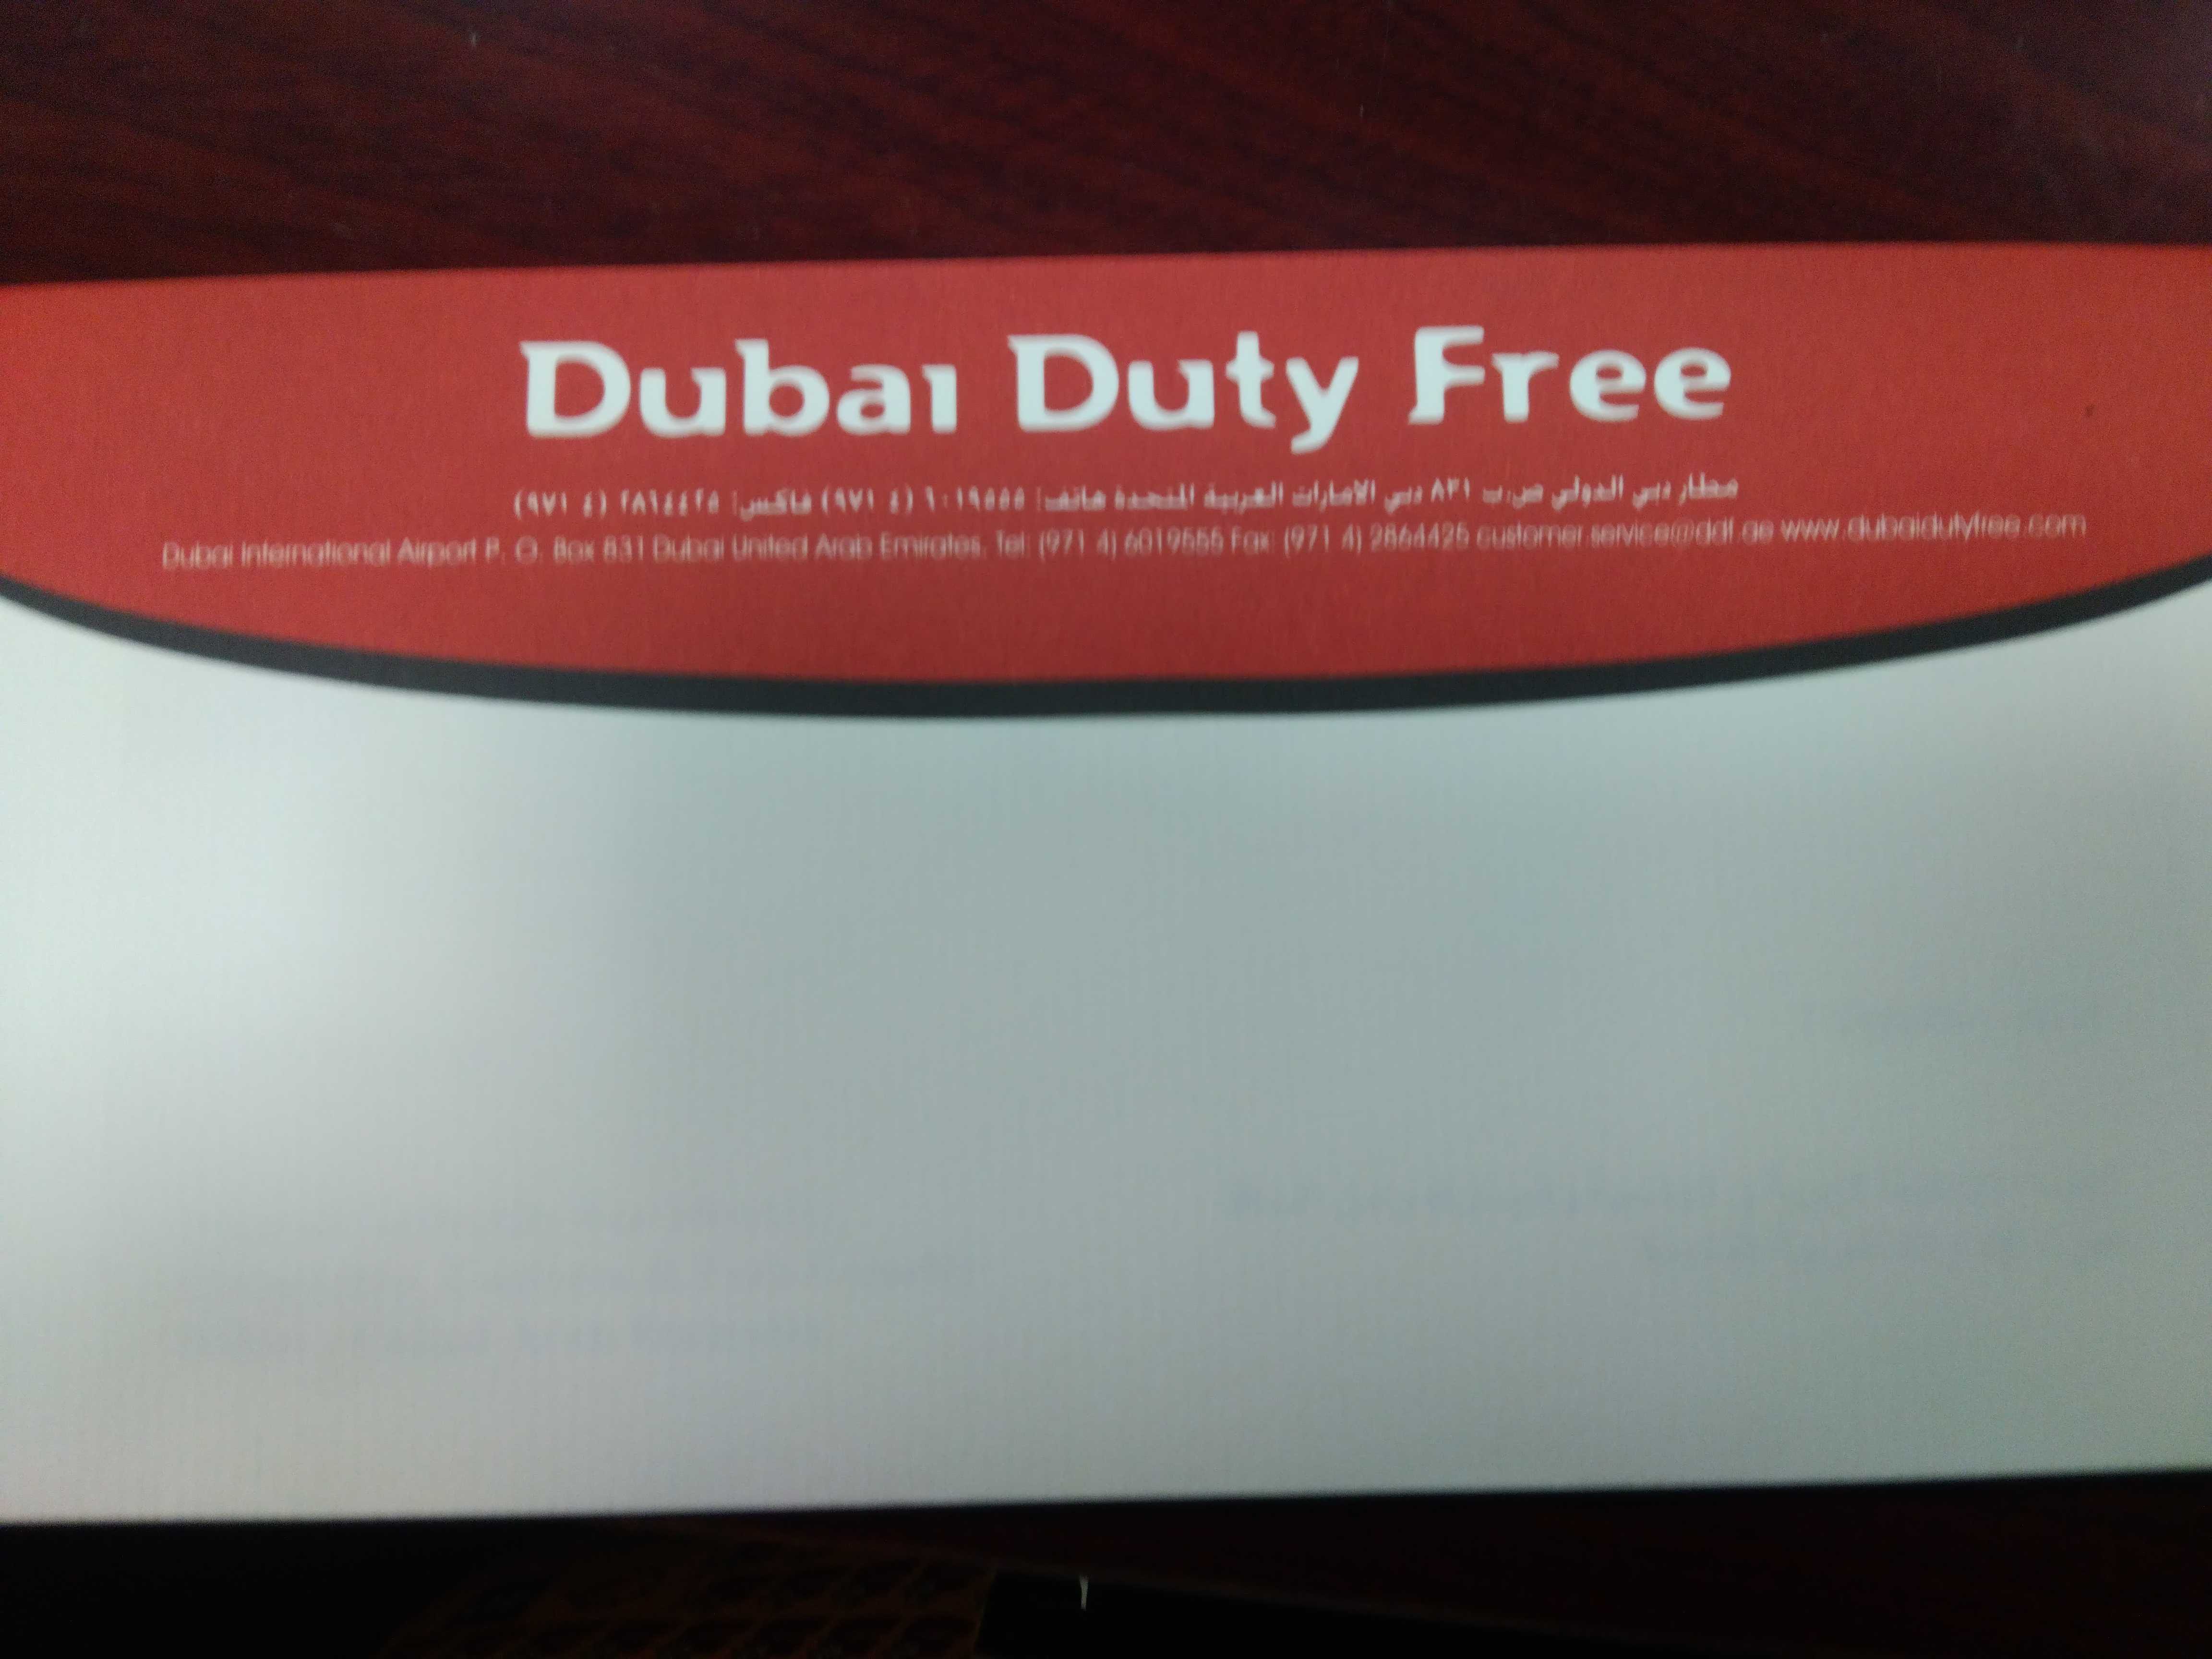 Dubai Duty Free
مطار دبي الدولي ص.ب ٨٣١ دبي الامارات العربية المتحدة هاتف: ٦٠١٩٥٥٥ (٩٧١ ٤) فاكس: ٢٨٦٤٤٢٥ (٩٧١ ٤)
Dubai International Airport P. O. Box 831 Dubai United Arab Emirates, Tel: (971 4) 6019555 Fax: (971 4) 2864425 customer.service@ddf.ae www.dubaidutyfree.com